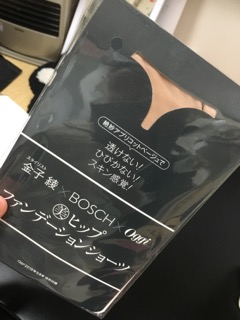 絶妙アプリコットベージュで
透けない!
ひびかない!
スキン感覚!
スタイリスト
金子 綾×BOSCH×Oggi
美ヒップ
ファンデーションショーツ